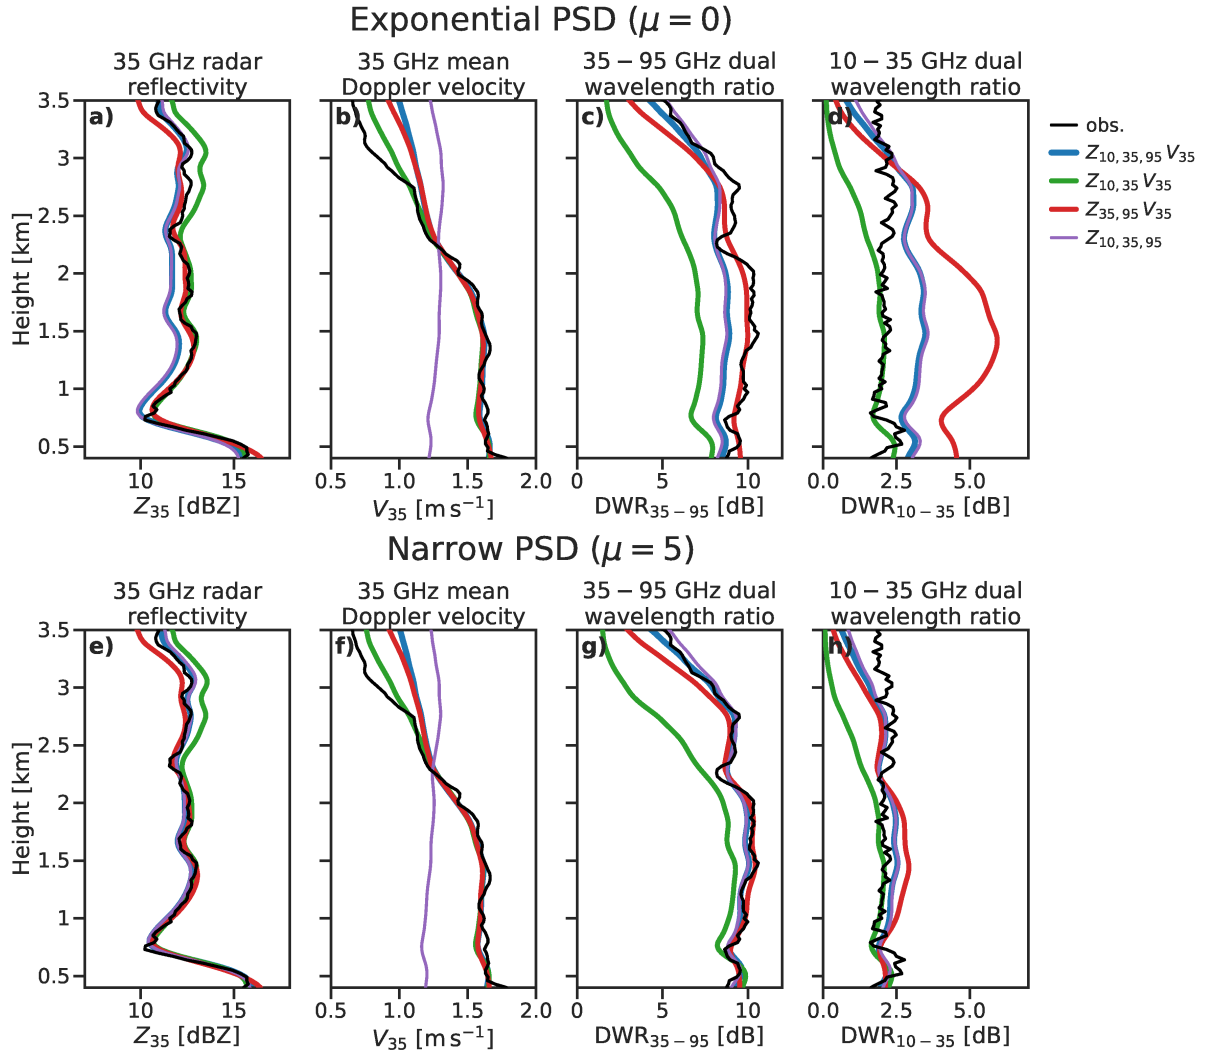 Exponential PSD (μ = 0)
35 GHz radar
reflectivity
35 GHz mean
Doppler velocity
35 − 95 GHz dual
wavelength ratio
10 − 35 GHz dual
wavelength ratio
a)
b)
c)
d)
3.5
3
2.5
2
1.5
1
0.5
Height [km]
10 15
0.5 1.0 1.5 2.0
0 5 10
0.0 2.5 5.0
Z35 [dBZ]
V35 [m s−1]
DWR35 − 95 [dB]
DWR10 − 35 [dB]
obs.
Z10, 35, 95 V35
Z10, 35 V35
Z35, 95 V35
Z10, 35, 95
Narrow PSD (μ = 5)
35 GHz radar
reflectivity
35 GHz mean
Doppler velocity
35 − 95 GHz dual
wavelength ratio
10 − 35 GHz dual
wavelength ratio
e)
f)
g)
h)
3.5
3
2.5
2
1.5
1
0.5
Height [km]
10 15
0.5 1.0 1.5 2.0
0 5 10
0.0 2.5 5.0
Z35 [dBZ]
V35 [m s−1]
DWR35 − 95 [dB]
DWR10 − 35 [dB]